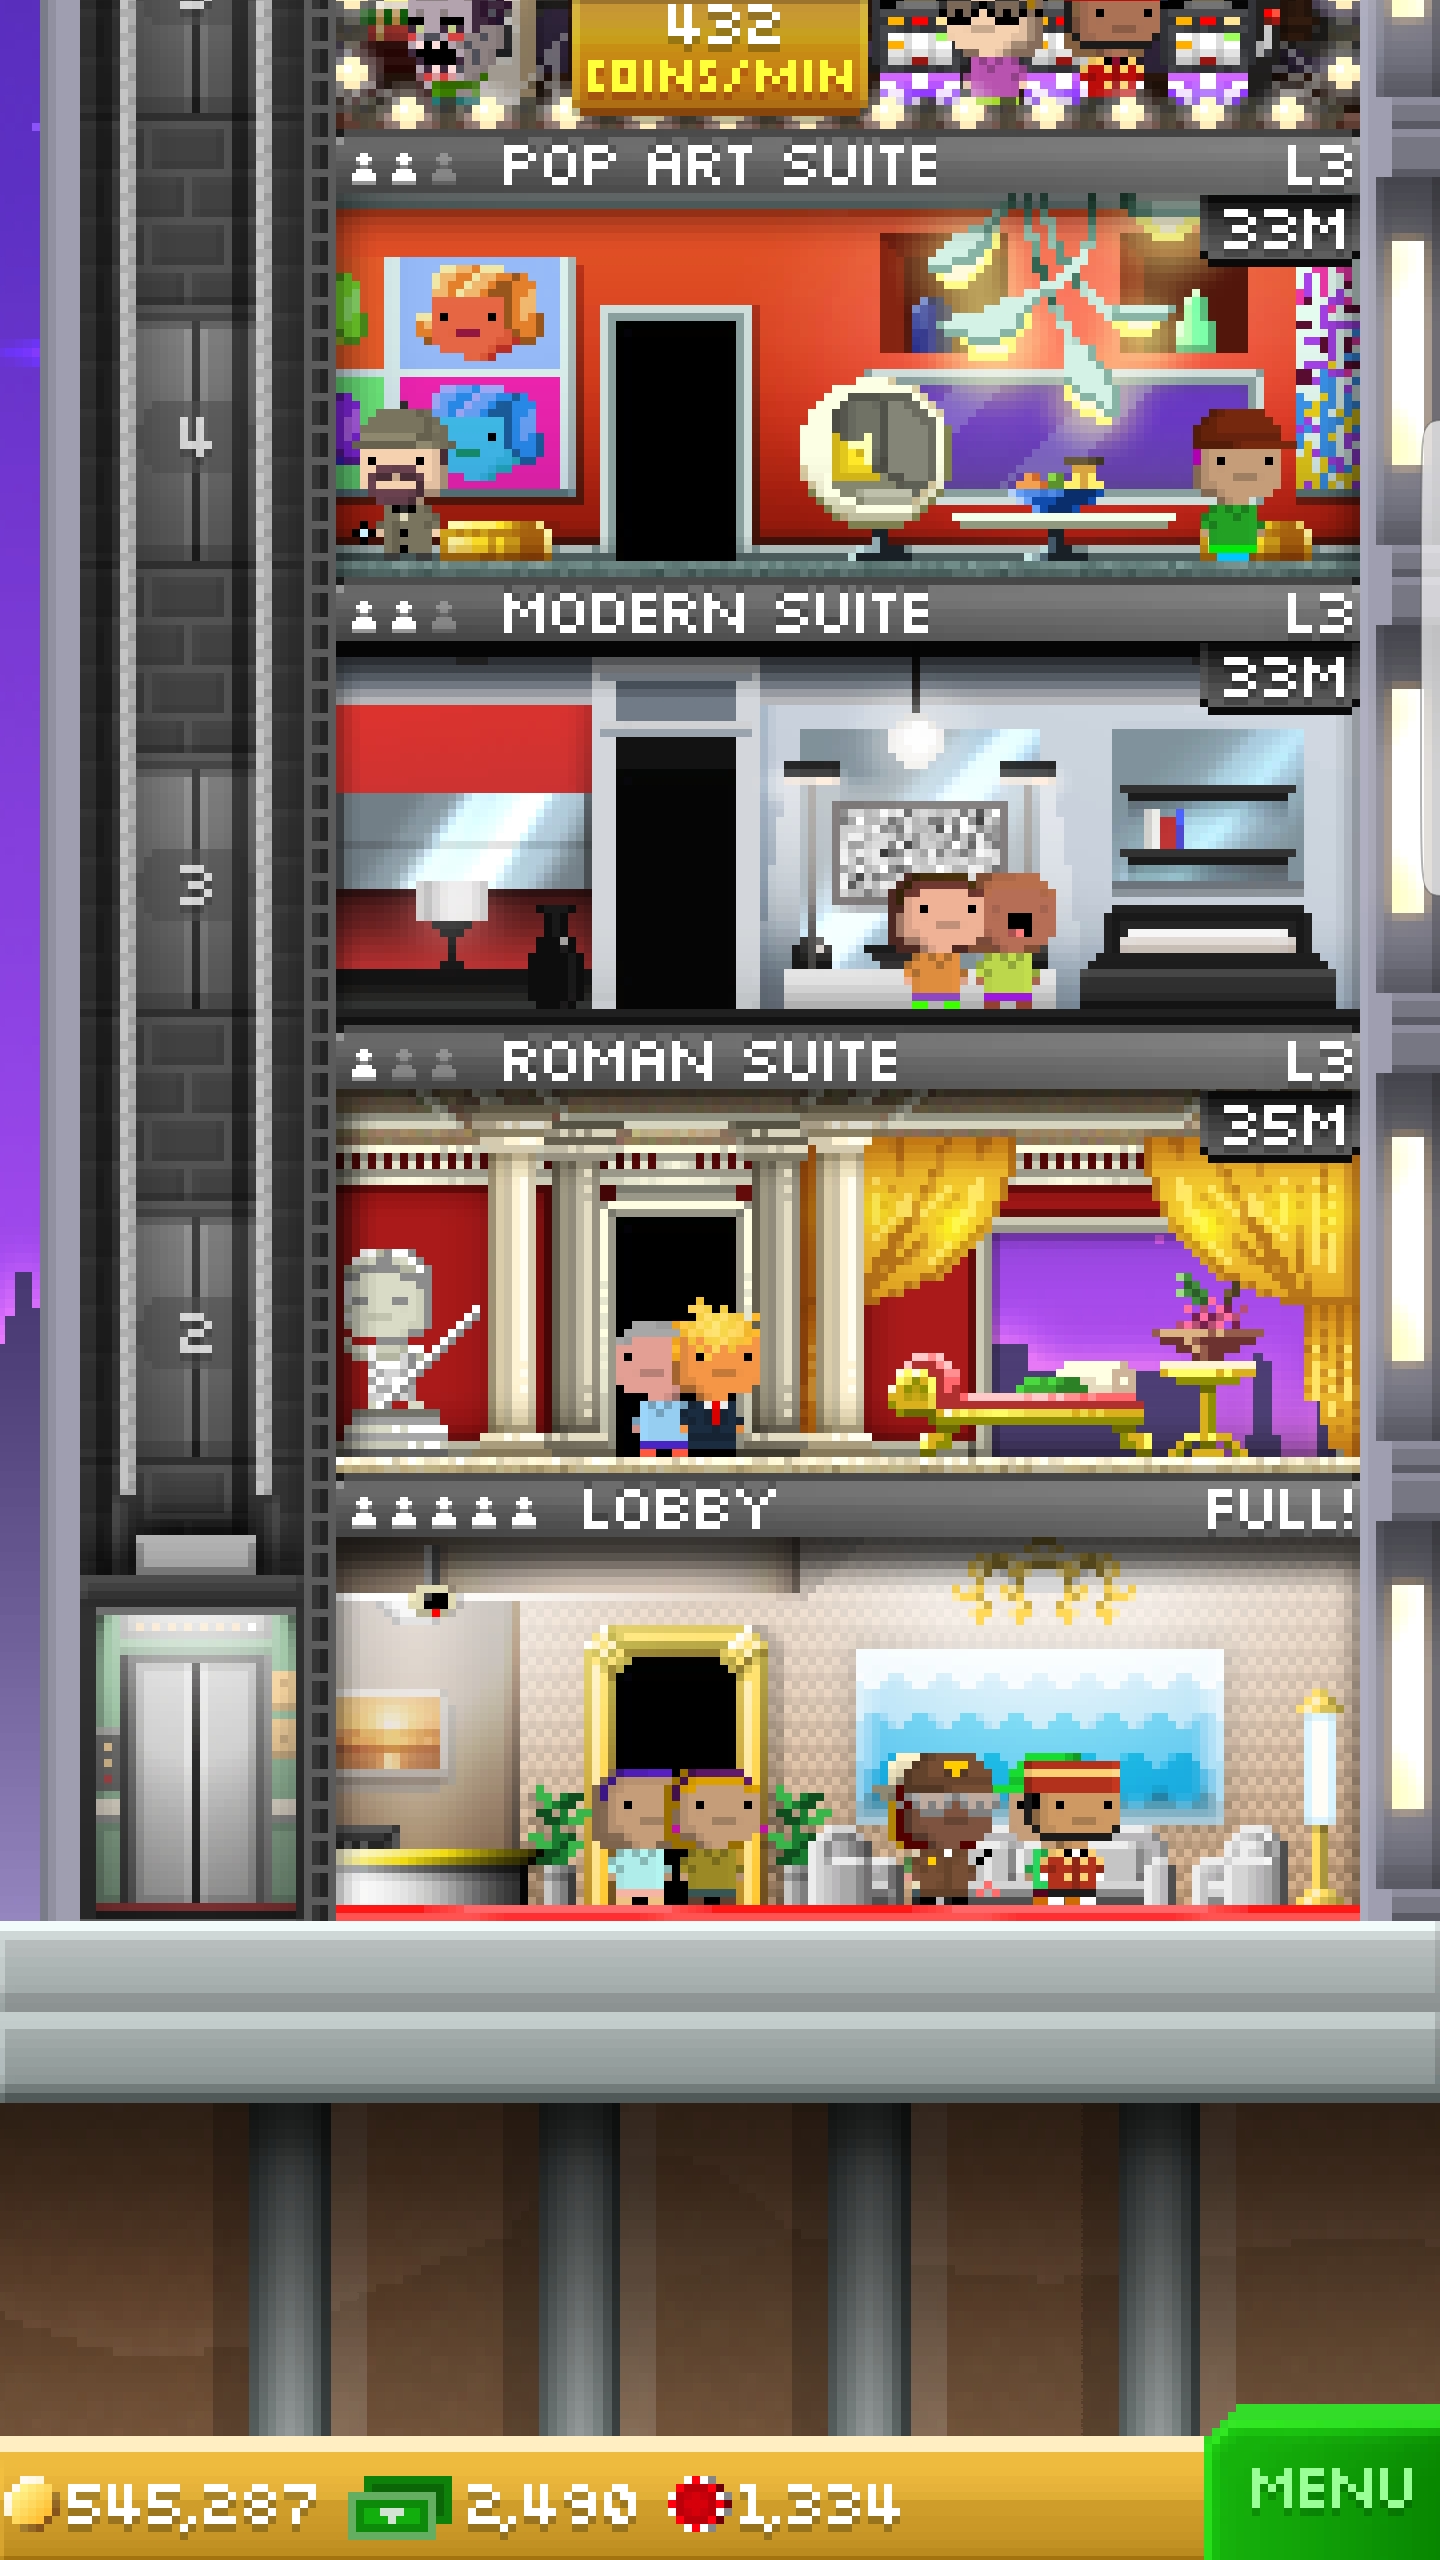 432
COINS/MIN
POP ART SUITE L3
33M
4
MODERN SUITE L3
33M
3
ROMAN SUITE L3
35M
2
LOBBY FULL!
545,287 2,490 1,334
MENU